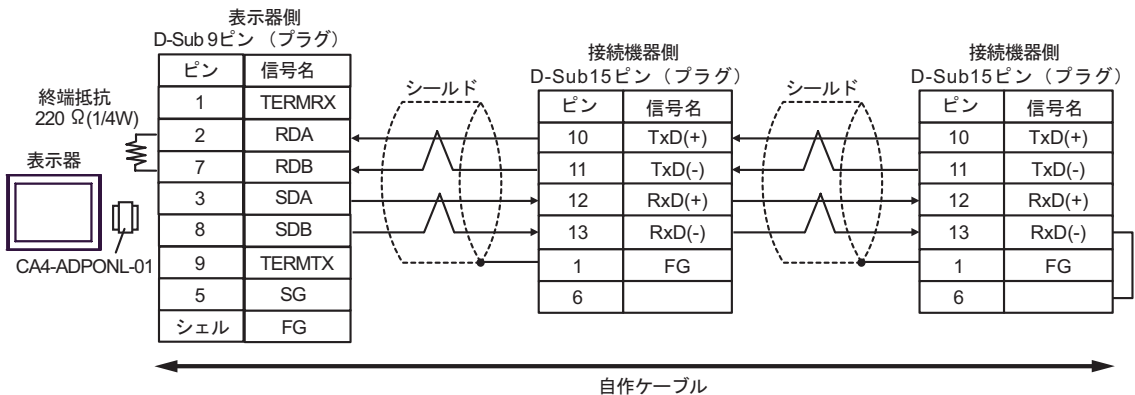 表示器側
D-Sub 9ピン （プラグ）
ピン 信号名
1 TERMRX
2 RDA
7 RDB
3 SDA
8 SDB
9 TERMTX
5 SG
シェル FG
終端抵抗
220 Ω(1/4W)
表示器
CA4-ADPONL-01
シールド
接続機器側
D-Sub15ピン（プラグ）
ピン 信号名
10 TxD(+)
11 TxD(-)
12 RxD(+)
13 RxD(-)
1 FG
6
シールド
接続機器側
D-Sub15ピン（プラグ）
ピン 信号名
10 TxD(+)
11 TxD(-)
12 RxD(+)
13 RxD(-)
1 FG
6
自作ケーブル